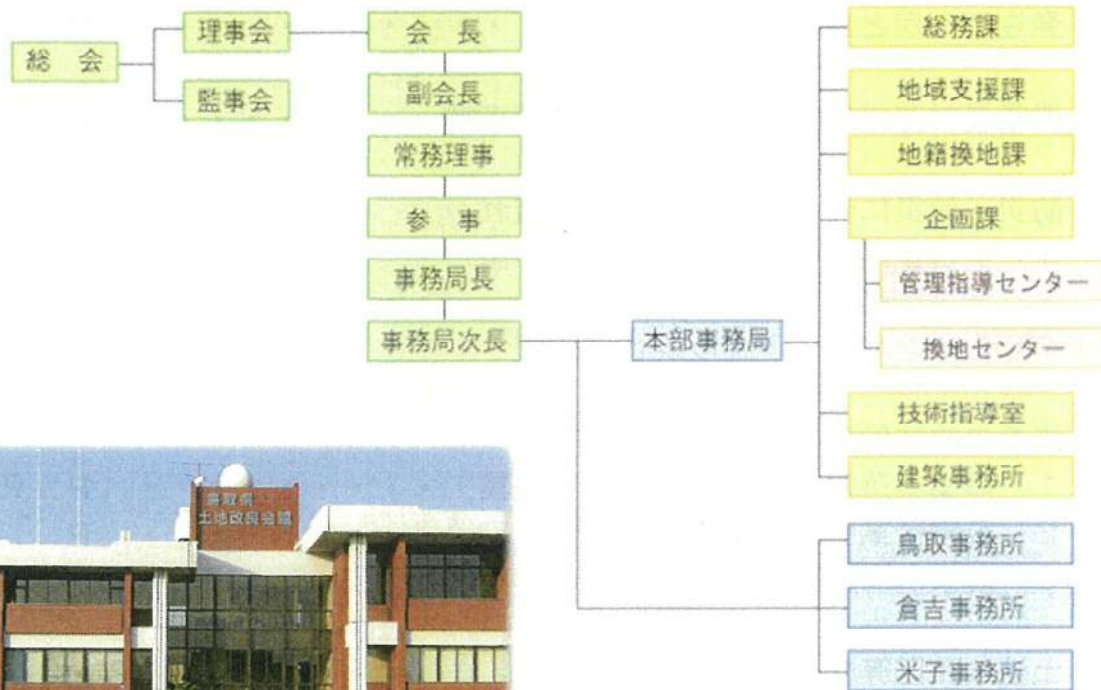 総 会
理事会
監事会
会 長
副会長
常務理事
参 事
事務局長
事務局次長
本部事務局
総務課
地域支援課
地籍換地課
企画課
管理指導センター
換地センター
技術指導室
建築事務所
鳥取事務所
倉吉事務所
米子事務所
鳥取県
土地改良会館